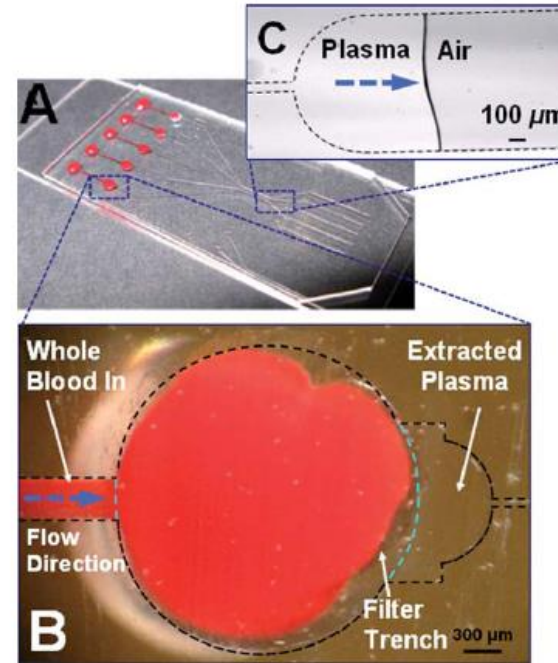 A
C
Plasma
Air
100 µm
Whole
Blood In
Extracted
Plasma
Flow
Direction
Filter
Trench
B
300 µm